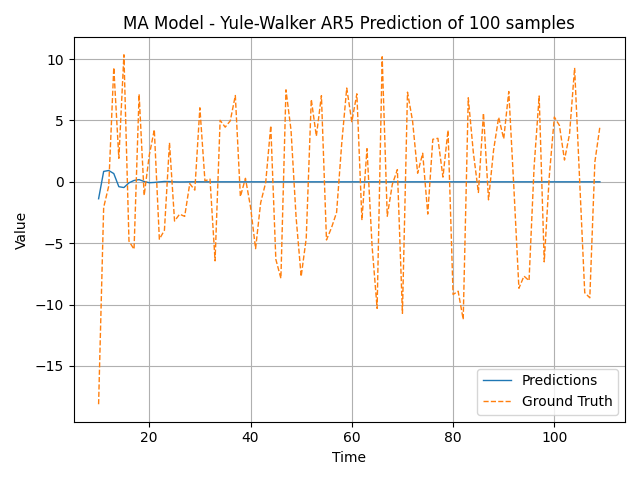 MA Model - Yule-Walker AR5 Prediction of 100 samples
10
5
0
−5
−10
−15
Value
20
40
60
80
100
Time
Predictions
Ground Truth